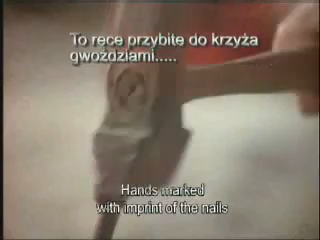 To ręce przybite do krzyża
gwoździami.....
Hands marked
with imprint of the nails